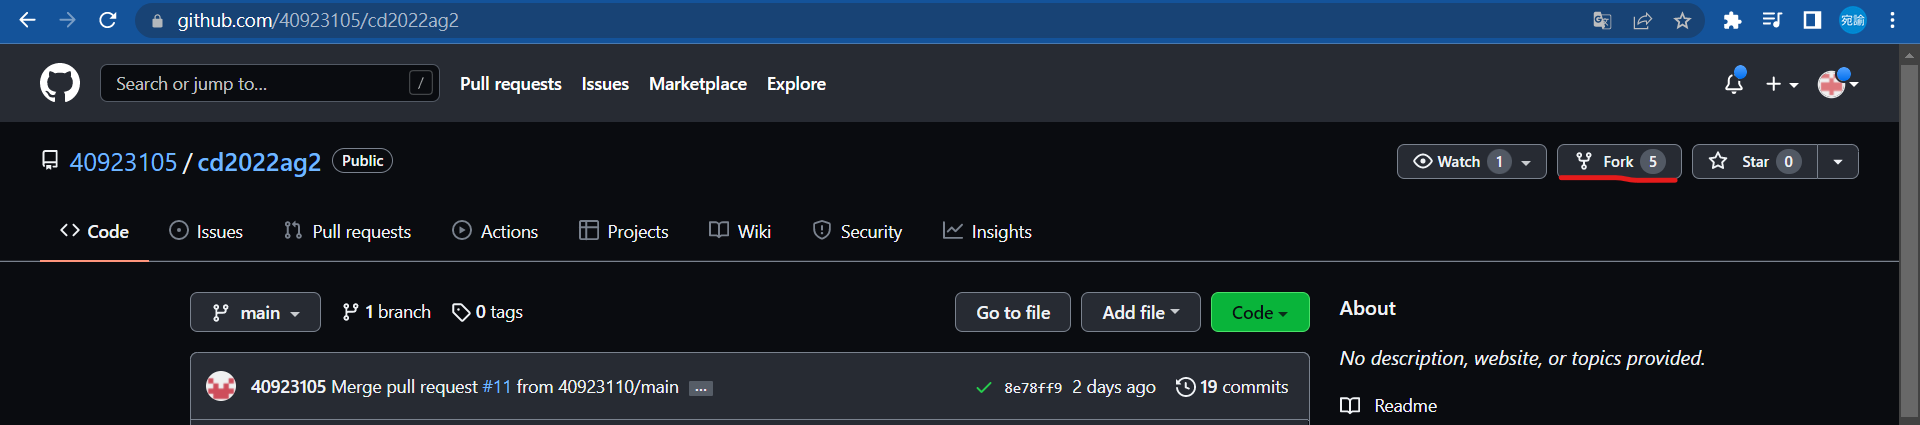 github.com/40923105/cd2022ag2
宛諭
Search or jump to...
/
Pull requests
Issues
Marketplace
Explore
40923105 / cd2022ag2
Public
Watch 1
Fork 5
Star 0
Code
Issues
Pull requests
Actions
Projects
Wiki
Security
Insights
main
1 branch
0 tags
Go to file
Add file
Code
About
No description, website, or topics provided.
40923105 Merge pull request #11 from 40923110/main ...
8e78ff9 2 days ago
19 commits
Readme